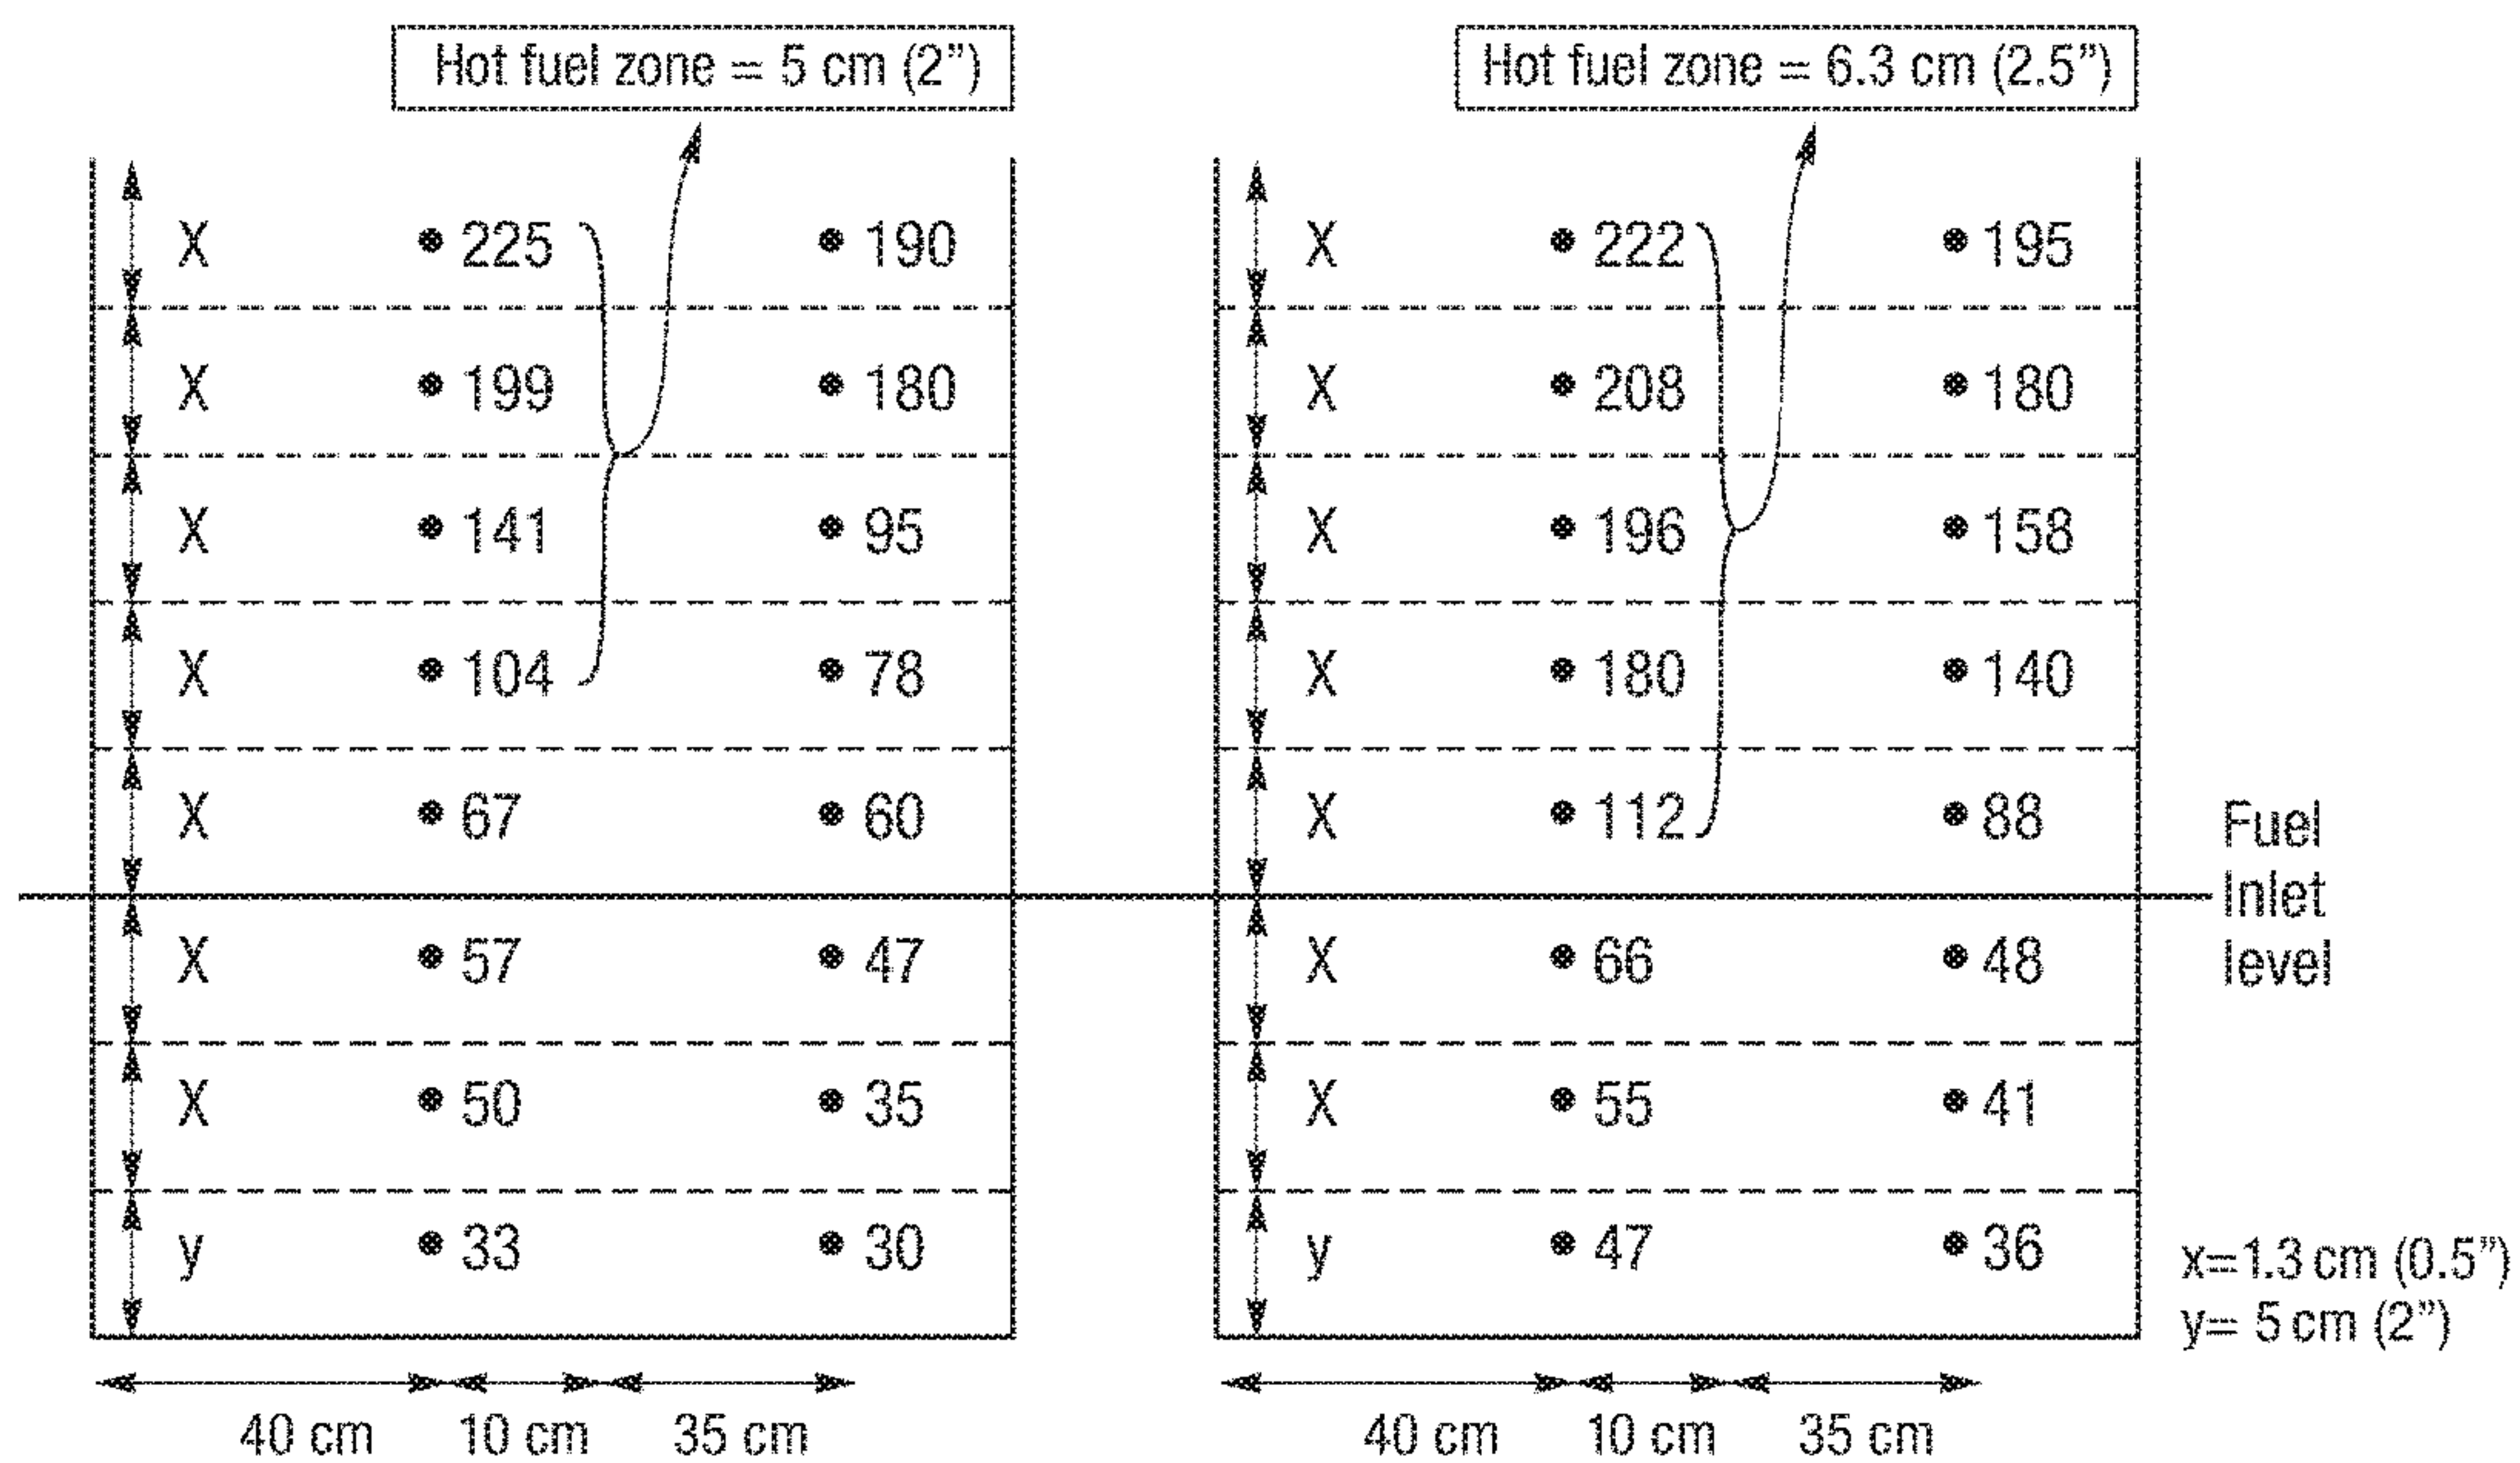 Hot fuel zone = 5 cm (2”)
X 225 190
X 199 180
X 141 95
X 104 78
X 67 60
X 57 47
X 50 35
y 33 30
40 cm 10 cm 35 cm
Hot fuel zone = 6.3 cm (2.5”)
X 222 195
X 208 180
X 196 158
X 180 140
X 112 88
X 66 48
X 55 41
y 47 36
40 cm 10 cm 35 cm
Fuel
Inlet
level
x=1.3 cm (0.5”)
y= 5 cm (2”)